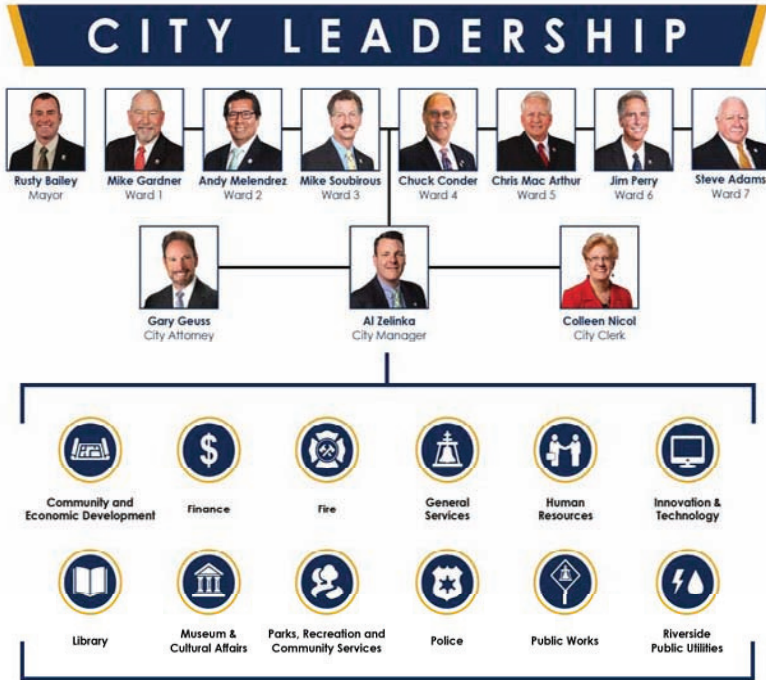 CITY LEADERSHIP
Rusty Bailey
Mayor
Mike Gardner
Ward 1
Andy Melendrez
Ward 2
Mike Soubirous
Ward 3
Chuck Conder
Ward 4
Chris Mac Arthur
Ward 5
Jim Perry
Ward 6
Steve Adams
Ward 7
Gary Geuss
City Attorney
Al Zelinka
City Manager
Colleen Nicol
City Clerk
Community and
Economic Development
$
Finance
Fire
General
Services
Human
Resources
Innovation &
Technology
Library
Museum &
Cultural Affairs
Parks, Recreation and
Community Services
Police
Public Works
Riverside
Public Utilities